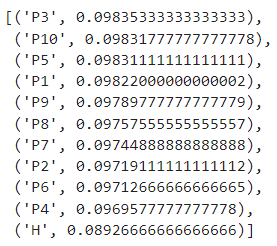 [('P3', 0.09835333333333333),
('P10', 0.09831777777777778),
('P5', 0.09831111111111111),
('P1', 0.09822000000000002),
('P9', 0.09789777777777779),
('P8', 0.09757555555555557),
('P7', 0.09744888888888888),
('P2', 0.09719111111111112),
('P6', 0.09712666666666665),
('P4', 0.0969577777777778),
('H', 0.08926666666666666)]